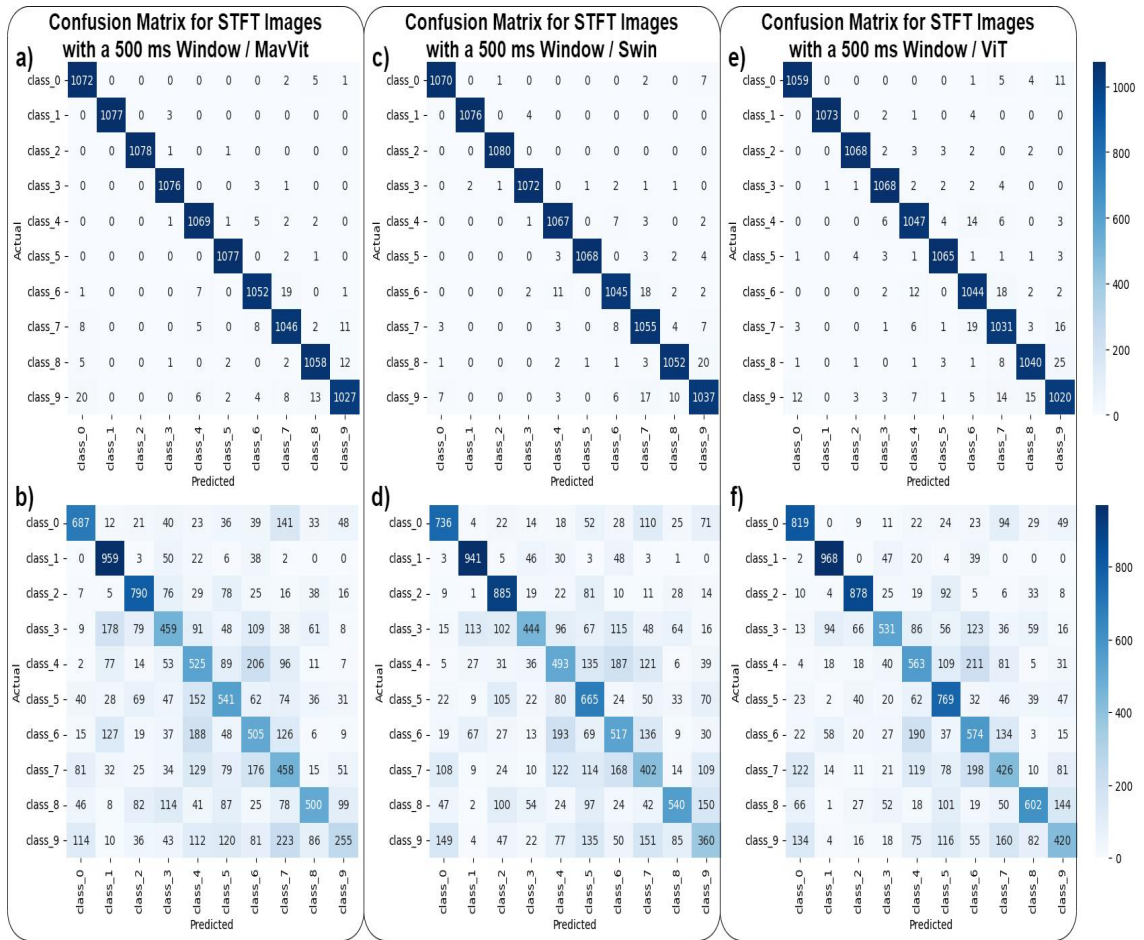 Confusion Matrix for STFT Images
with a 500 ms Window / MavVit
a)
class_0 1072 0 0 0 0 0 0 2 5 1
class_1 0 1077 0 3 0 0 0 0 0 0
class_2 0 0 1078 1 0 1 0 0 0 0
class_3 0 0 0 1076 0 0 3 1 0 0
class_4 0 0 0 1 1069 1 5 2 2 0
class_5 0 0 0 0 0 1077 0 2 1 0
class_6 1 0 0 0 7 0 1052 19 0 1
class_7 8 0 0 0 5 0 8 1046 2 11
class_8 5 0 0 1 0 2 0 2 1058 12
class_9 20 0 0 0 6 2 4 8 13 1027
Actual
class_0 class_1 class_2 class_3 class_4 class_5 class_6 class_7 class_8 class_9
Predicted
b)
class_0 687 12 21 40 23 36 39 141 33 48
class_1 0 959 3 50 22 6 38 2 0 0
class_2 7 5 790 76 29 78 25 16 38 16
class_3 9 178 79 459 91 48 109 38 61 8
class_4 2 77 14 53 525 89 206 96 11 7
class_5 40 28 69 47 152 541 62 74 36 31
class_6 15 127 19 37 188 48 505 126 6 9
class_7 81 32 25 34 129 79 176 458 15 51
class_8 46 8 82 114 41 87 25 78 500 99
class_9 114 10 36 43 112 120 81 223 86 255
Actual
class_0 class_1 class_2 class_3 class_4 class_5 class_6 class_7 class_8 class_9
Predicted
Confusion Matrix for STFT Images
with a 500 ms Window / Swin
c)
class_0 1070 0 1 0 0 0 0 2 0 7
class_1 0 1076 0 4 0 0 0 0 0 0
class_2 0 0 1080 0 0 0 0 0 0 0
class_3 0 2 1 1072 0 1 2 1 1 0
class_4 0 0 0 1 1067 0 7 3 0 2
class_5 0 0 0 0 3 1068 0 3 2 4
class_6 0 0 0 2 11 0 1045 18 2 2
class_7 3 0 0 0 3 0 8 1055 4 7
class_8 1 0 0 0 2 1 1 3 1052 20
class_9 7 0 0 0 3 0 6 17 10 1037
Actual
class_0 class_1 class_2 class_3 class_4 class_5 class_6 class_7 class_8 class_9
Predicted
d)
class_0 736 4 22 14 18 52 28 110 25 71
class_1 3 941 5 46 30 3 48 3 1 0
class_2 9 1 885 19 22 81 10 11 28 14
class_3 15 113 102 444 96 67 115 48 64 16
class_4 5 27 31 36 493 135 187 121 6 39
class_5 22 9 105 22 80 665 24 50 33 70
class_6 19 67 27 13 193 69 517 136 9 30
class_7 108 9 24 10 122 114 168 402 14 109
class_8 47 2 100 54 24 97 24 42 540 150
class_9 149 4 47 22 77 135 50 151 85 360
Actual
class_0 class_1 class_2 class_3 class_4 class_5 class_6 class_7 class_8 class_9
Predicted
Confusion Matrix for STFT Images
with a 500 ms Window / ViT
e)
class_0 1059 0 0 0 0 0 1 5 4 11
class_1 0 1073 0 2 1 0 4 0 0 0
class_2 0 0 1068 2 3 3 2 0 2 0
class_3 0 1 1 1068 2 2 2 4 0 0
class_4 0 0 0 6 1047 4 14 6 0 3
class_5 1 0 4 3 1 1065 1 1 1 3
class_6 0 0 0 4 12 0 1044 18 2 2
class_7 3 0 0 1 6 1 19 1031 3 16
class_8 1 0 0 1 1 3 1 8 1040 25
class_9 12 0 3 3 7 1 5 14 15 1020
Actual
class_0 class_1 class_2 class_3 class_4 class_5 class_6 class_7 class_8 class_9
Predicted
1000
800
600
400
200
0
f)
class_0 819 0 9 11 22 24 23 94 29 49
class_1 2 968 0 47 20 4 39 0 0 0
class_2 10 4 878 25 19 92 5 6 33 8
class_3 13 94 66 531 86 56 123 36 59 16
class_4 4 18 18 40 563 109 211 81 5 31
class_5 23 2 40 20 62 769 32 46 39 47
class_6 22 58 20 27 190 37 574 134 3 15
class_7 122 14 11 21 119 78 198 426 10 81
class_8 66 1 27 52 18 101 19 50 602 144
class_9 134 4 16 18 75 116 55 160 82 420
Actual
class_0 class_1 class_2 class_3 class_4 class_5 class_6 class_7 class_8 class_9
Predicted
800
600
400
200
0